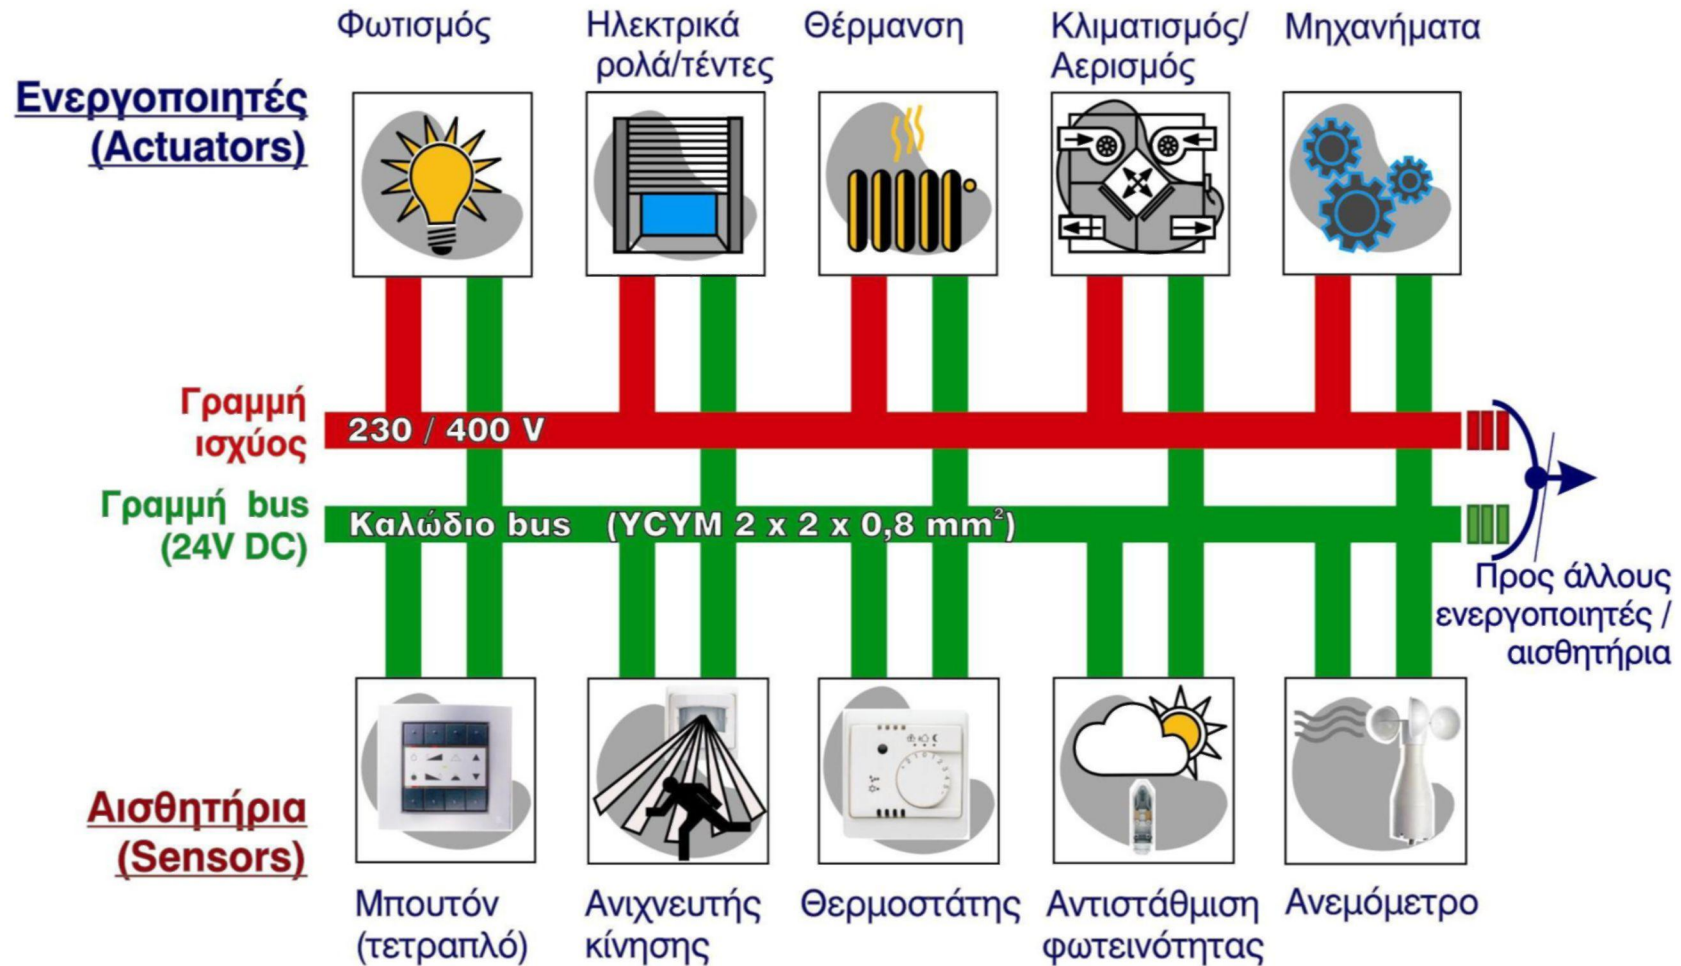 Φωτισμός
Ηλεκτρικά
ρολά/τέντες
Θέρμανση
Κλιματισμός/
Αερισμός
Μηχανήματα
Ενεργοποιητές
(Actuators)
Γραμμή
ισχύος
230 / 400 V
Γραμμή bus
(24V DC)
Καλώδιο bus (YCYM 2 x 2 x 0,8 mm²)
Προς άλλους
ενεργοποιητές /
αισθητήρια
Αισθητήρια
(Sensors)
Μπουτόν
(τετραπλό)
Ανιχνευτής
κίνησης
Θερμοστάτης
Αντιστάθμιση
φωτεινότητας
Ανεμόμετρο